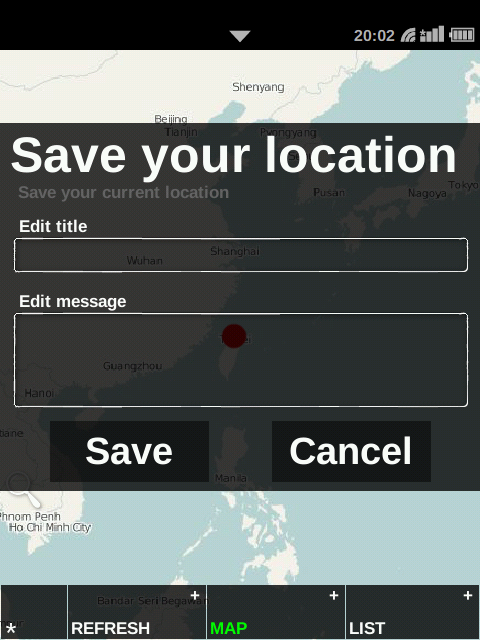 20:02
Shenyang
Beijing
Tianjin
Pyongyang
Save your location
Save your current location
Pusan
Nagoya
Tokyo
Edit title
Shanghai
Wuhan
Edit message
Guangzhou
Hanoi
Save
Cancel
Manila
Phnom Penh
Ho Chi Minh City
Bandar Seri Begawan
+
+
+
*
REFRESH
MAP
LIST